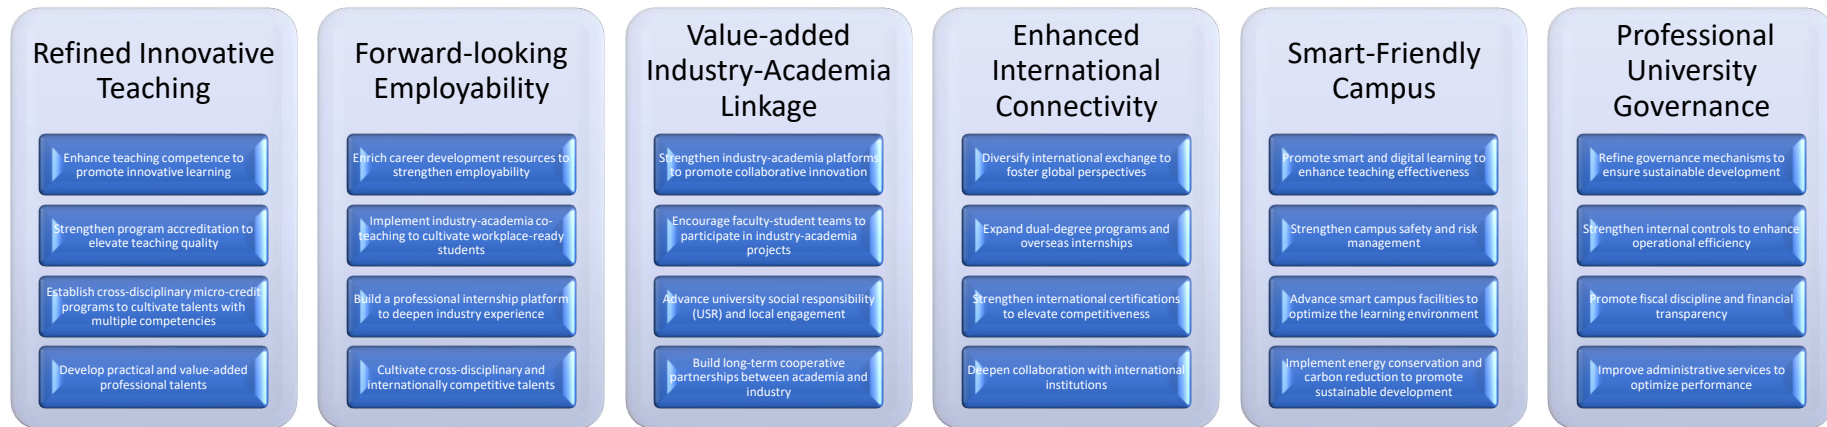 Refined Innovative
Teaching
Enhance teaching competence to
promote innovative learning
Strengthen program accreditation to
elevate teaching quality
Establish cross-disciplinary micro-credit
programs to cultivate talents with
multiple competencies
Develop practical and value-added
professional talents
Forward-looking
Employability
Enrich career development resources to
strengthen employability
Implement industry-academia co-
teaching to cultivate workplace-ready
students
Build a professional internship platform
to deepen industry experience
Cultivate cross-disciplinary and
internationally competitive talents
Value-added
Industry-Academia
Linkage
Strengthen industry-academia platforms
to promote collaborative innovation
Encourage faculty-student teams to
participate in industry-academia
projects
Advance university social responsibility
(USR) and local engagement
Build long-term cooperative
partnerships between academia and
industry
Enhanced
International
Connectivity
Diversify international exchange to
foster global perspectives
Expand dual-degree programs and
overseas internships
Strengthen international certifications
to elevate competitiveness
Deepen collaboration with international
institutions
Smart-Friendly
Campus
Promote smart and digital learning to
enhance teaching effectiveness
Strengthen campus safety and risk
management
Advance smart campus facilities to
optimize the learning environment
Implement energy conservation and
carbon reduction to promote
sustainable development
Professional
University
Governance
Refine governance mechanisms to
ensure sustainable development
Strengthen internal controls to enhance
operational efficiency
Promote fiscal discipline and financial
transparency
Improve administrative services to
optimize performance